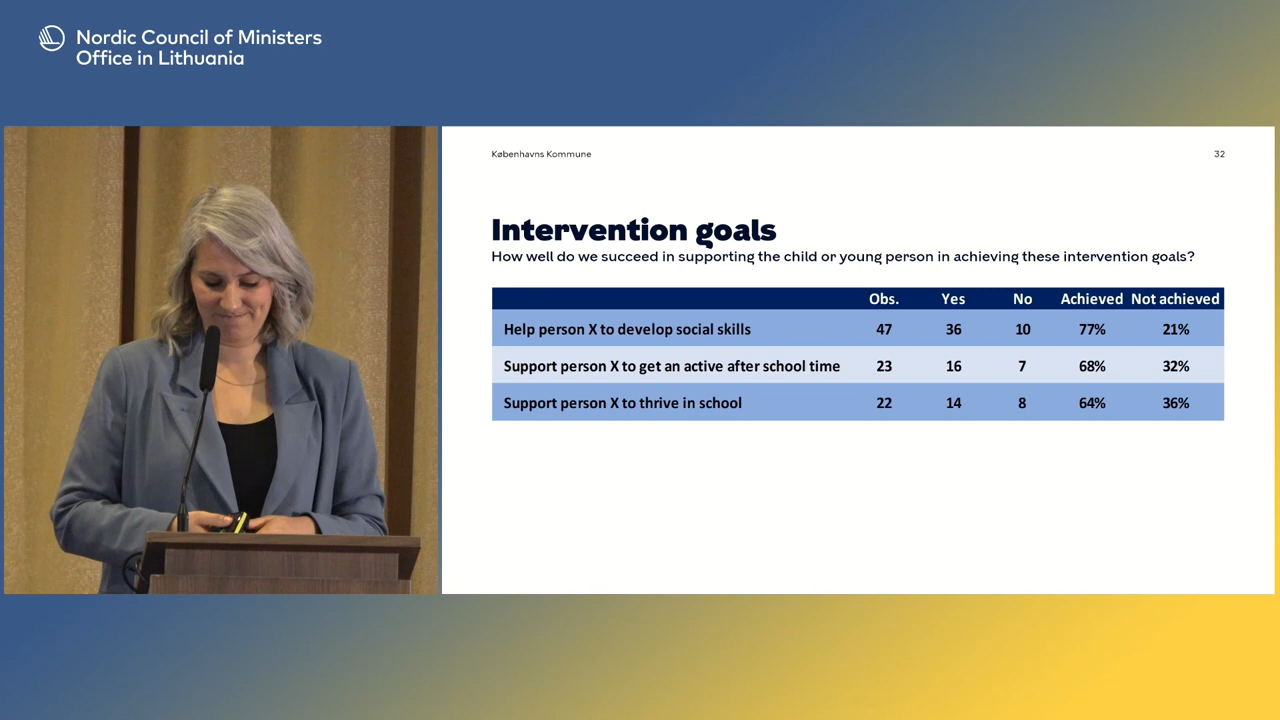 Nordic Council of Ministers
Office in Lithuania
Københavns Kommune 32
Intervention goals
How well do we succeed in supporting the child or young person in achieving these intervention goals?
Obs. Yes No Achieved Not achieved
Help person X to develop social skills 47 36 10 77% 21%
Support person X to get an active after school time 23 16 7 68% 32%
Support person X to thrive in school 22 14 8 64% 36%